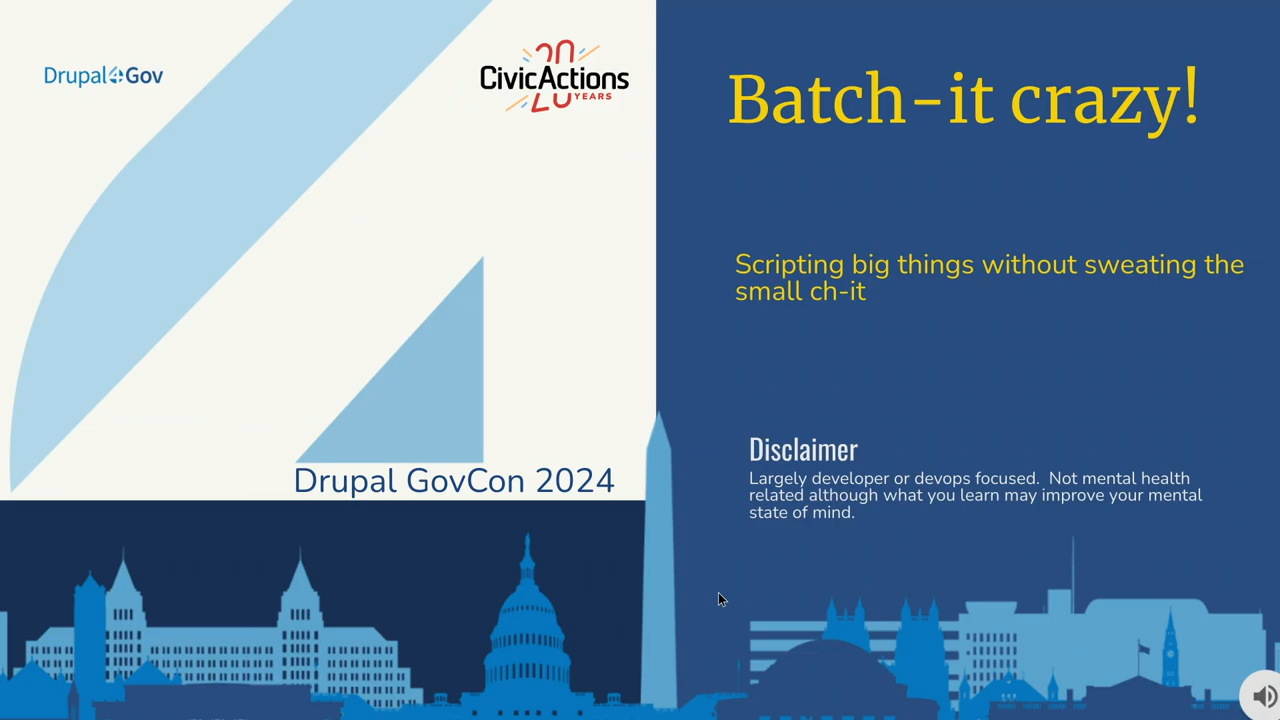 Drupal4Gov
20
CivicActions
20 YEARS
Batch-it crazy!
Scripting big things without sweating the
small ch-it
Drupal GovCon 2024
Disclaimer
Largely developer or devops focused.  Not mental health
related although what you learn may improve your mental
state of mind.